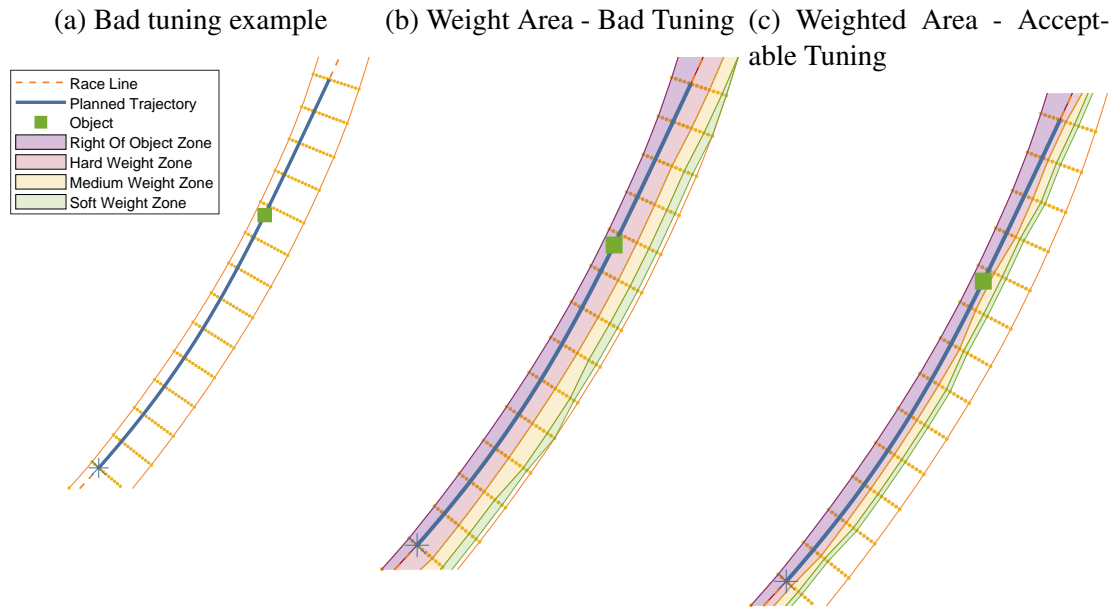 (a) Bad tuning example
(b) Weight Area - Bad Tuning
(c) Weighted Area - Accept-
able Tuning
Race Line
Planned Trajectory
Object
Right Of Object Zone
Hard Weight Zone
Medium Weight Zone
Soft Weight Zone